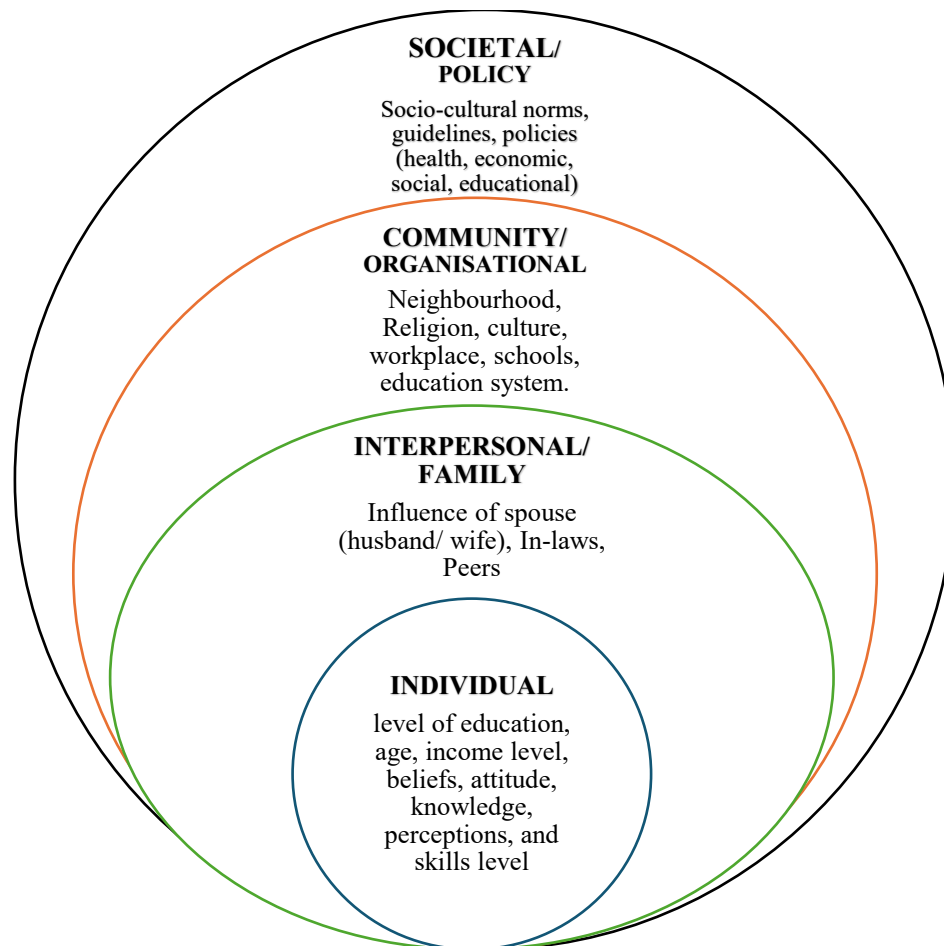 SOCIETAL/
POLICY
Socio-cultural norms,
guidelines, policies
(health, economic,
social, educational)
COMMUNITY/
ORGANISATIONAL
Neighbourhood,
Religion, culture,
workplace, schools,
education system.
INTERPERSONAL/
FAMILY
Influence of spouse
(husband/ wife), In-laws,
Peers
INDIVIDUAL
level of education,
age, income level,
beliefs, attitude,
knowledge,
perceptions, and
skills level